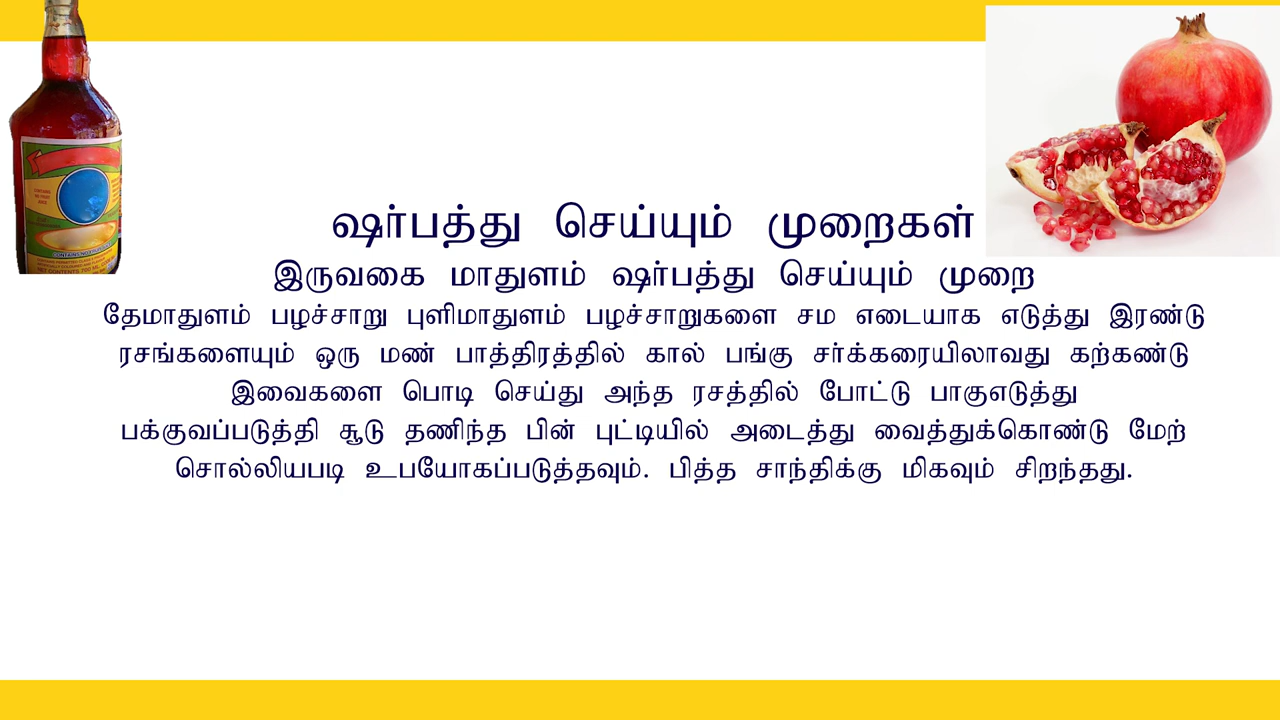 ஷர்பத்து செய்யும் முறைகள்
இருவகை மாதுளம் ஷர்பத்து செய்யும் முறை
தேமாதுளம் பழச்சாறு புளிமாதுளம் பழச்சாறுகளை சம எடையாக எடுத்து இரண்டு
ரசங்களையும் ஒரு மண் பாத்திரத்தில் கால் பங்கு சர்க்கரையிலாவது கற்கண்டு
இவைகளை பொடி செய்து அந்த ரசத்தில் போட்டு பாகுஎடுத்து
பக்குவப்படுத்தி சூடு தணிந்த பின் புட்டியில் அடைத்து வைத்துக்கொண்டு மேற்
சொல்லியபடி உபயோகப்படுத்தவும். பித்த சாந்திக்கு மிகவும் சிறந்தது.